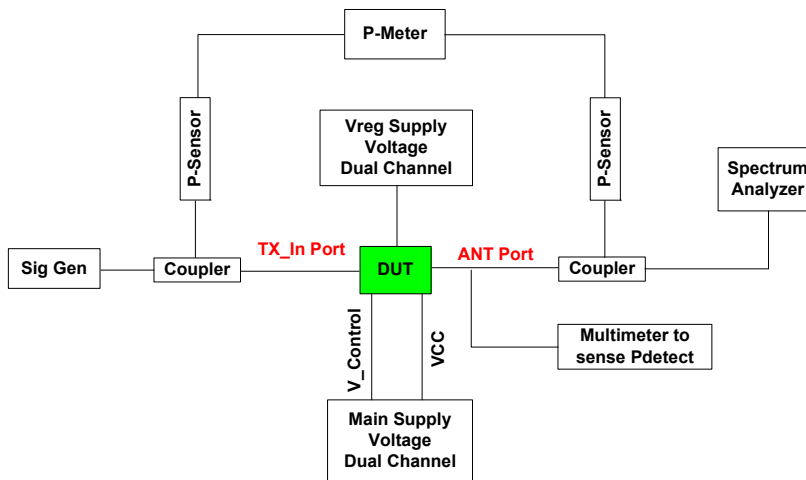 P-Meter
P-Sensor
Vreg Supply
Voltage
Dual Channel
P-Sensor
Spectrum
Analyzer
TX_In Port
ANT Port
Sig Gen
Coupler
DUT
Coupler
V_Control
VCC
Multimeter to
sense Pdetect
Main Supply
Voltage
Dual Channel